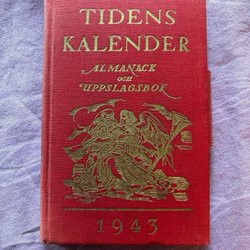 TIDENS
KALENDER
ALMANACK
OCH
UPPSLAGSBOK
1943